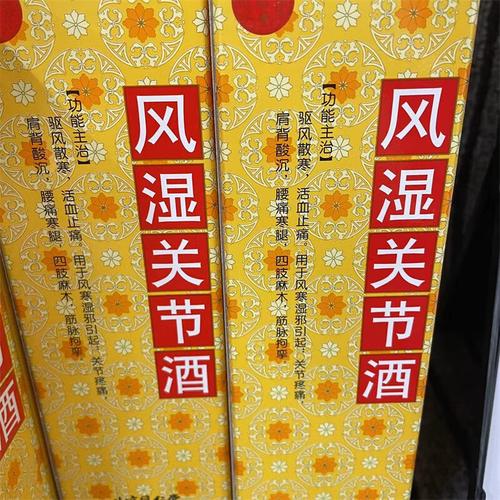 风湿关节酒
【功能主治】
驱风散寒,活血止痛。用于风寒湿邪引起,关节疼痛,
肩背酸沉,腰痛寒腿,四肢麻木,筋脉拘挛
风湿关节酒
【功能主治】
驱风散寒,活血止痛。用于风寒湿邪引起,关节疼痛,
肩背酸沉,腰痛寒腿,四肢麻木,筋脉拘挛
酒